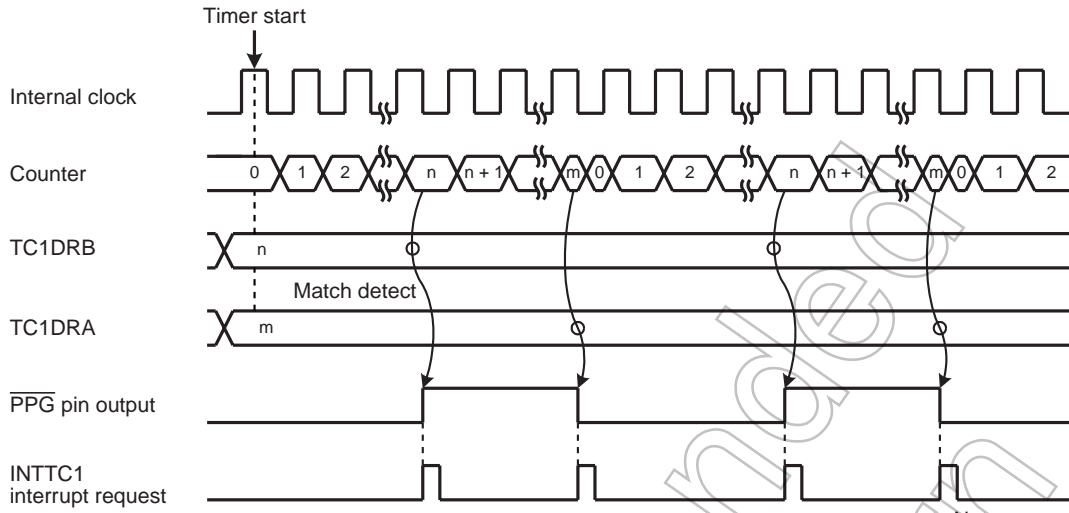 Timer start
Internal clock
Counter 0 1 2 n n + 1 m 0 1 2 n n + 1 m 0 1 2
TC1DRB n
Match detect
TC1DRA m
PPG pin output
INTTC1
interrupt request